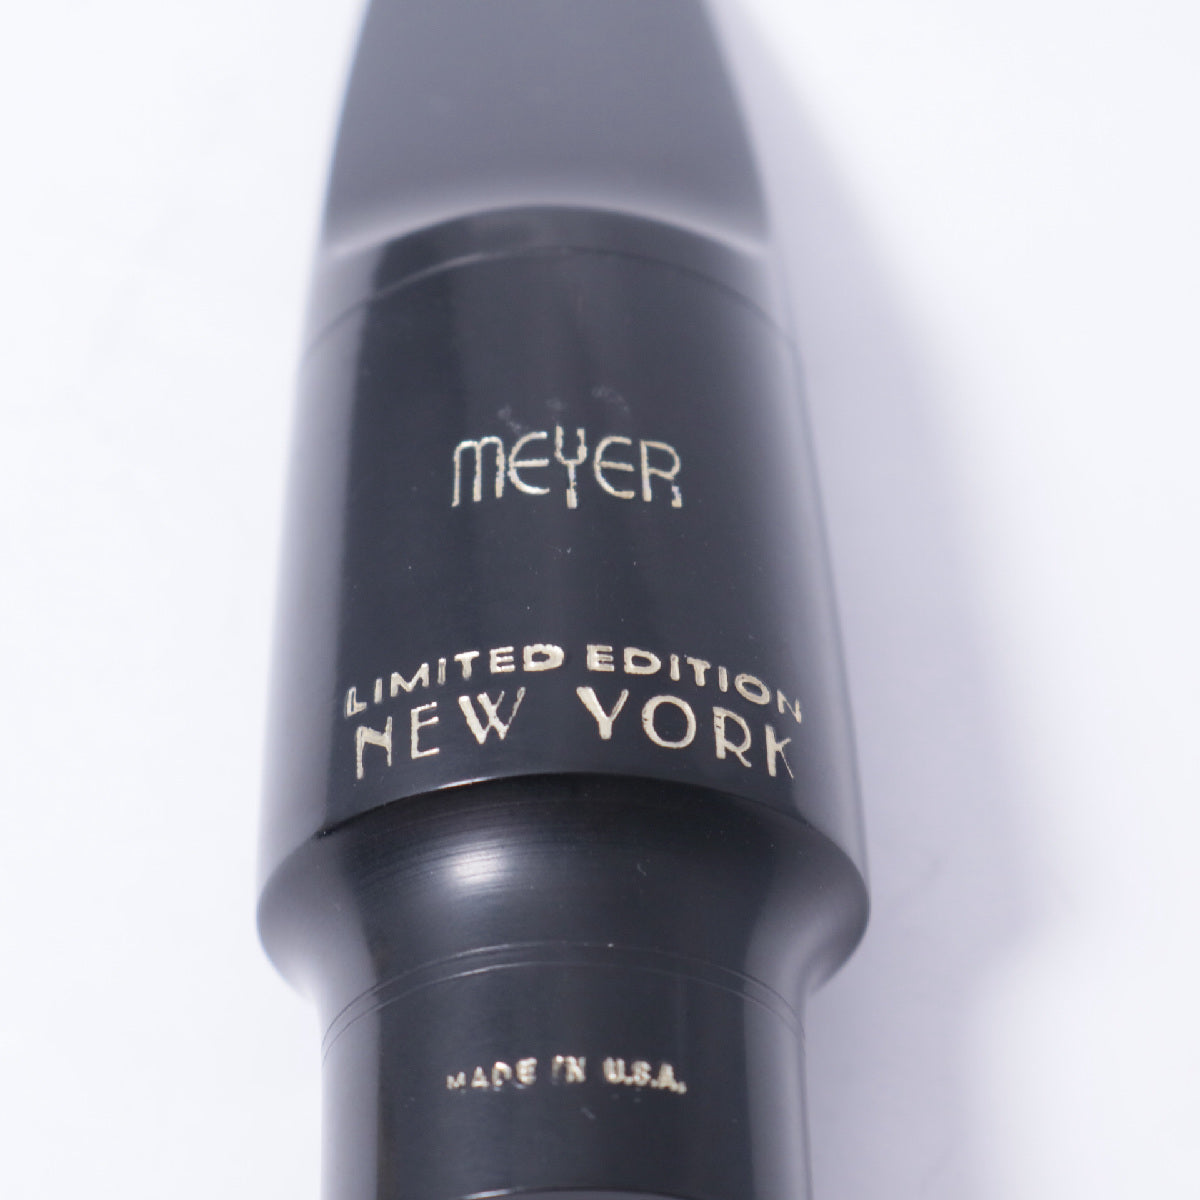 MEYER
LIMITED EDITION
NEW YORK
MADE IN U.S.A.